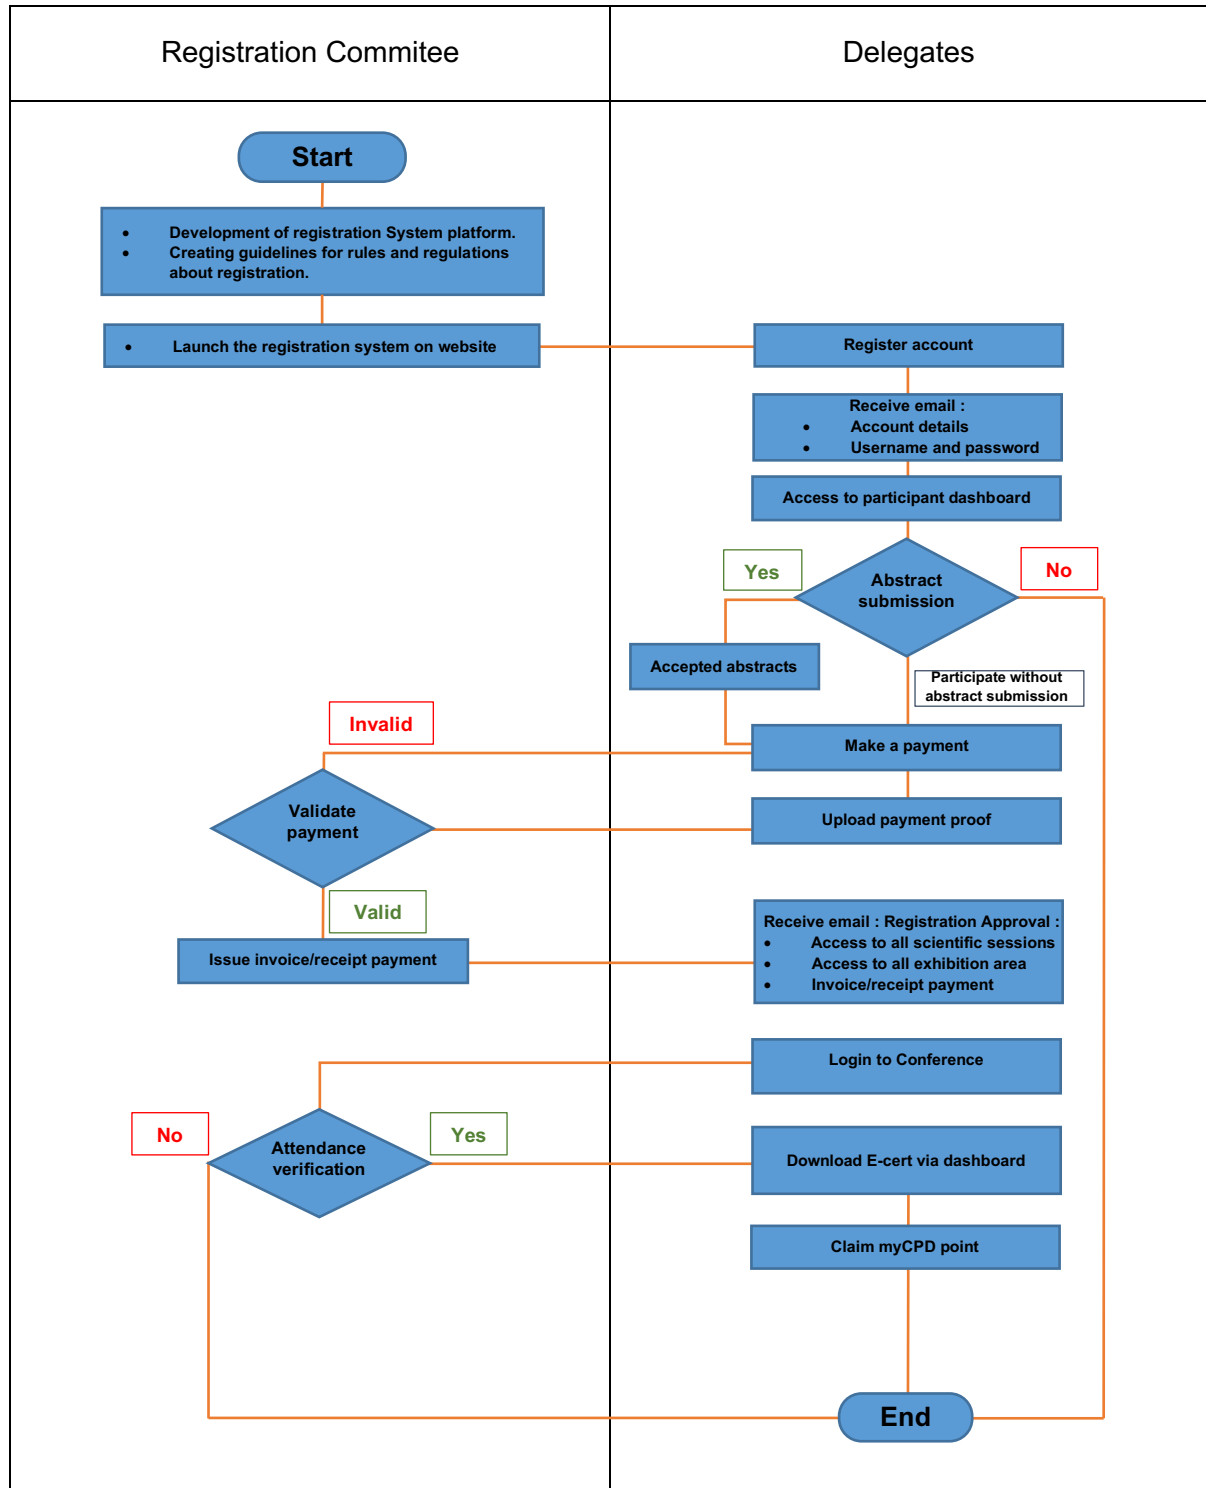 Registration Commitee
Delegates
Start
• Development of registration System platform.
• Creating guidelines for rules and regulations
about registration.
• Launch the registration system on website
Register account
Receive email :
• Account details
• Username and password
Access to participant dashboard
Yes
Abstract
submission
No
Accepted abstracts
Participate without
abstract submission
Invalid
Make a payment
Validate
payment
Upload payment proof
Valid
Issue invoice/receipt payment
Receive email : Registration Approval :
• Access to all scientific sessions
• Access to all exhibition area
• Invoice/receipt payment
Login to Conference
No
Attendance
verification
Yes
Download E-cert via dashboard
Claim myCPD point
End